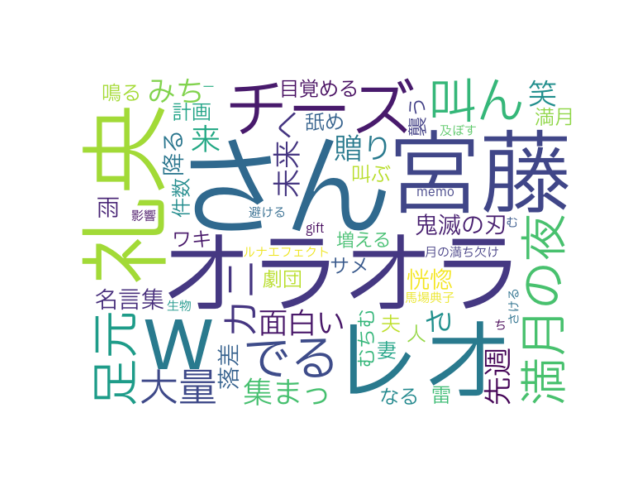 鳴る
みち
ー
チーズ
目覚める
叫ん
笑
満月
計画
舐め
襲う
礼央
さん
宮藤
降る
来
く
未来
贈り
叫ぶ
及ぼす
件数
避ける
memo
雨
影響
gift
鬼滅の刃
む
ワキ
増える
ルナエフェクト
月の満ち欠け
オラオラ
ニ
サメ
恍惚
馬場典子
名言集
生物
劇団
満月の夜
さける
カ
面白い
足元
w
でる
むちむ
夫
人
れ
ち
レオ
大量
落差
集まっ
妻
なる
雷
先週